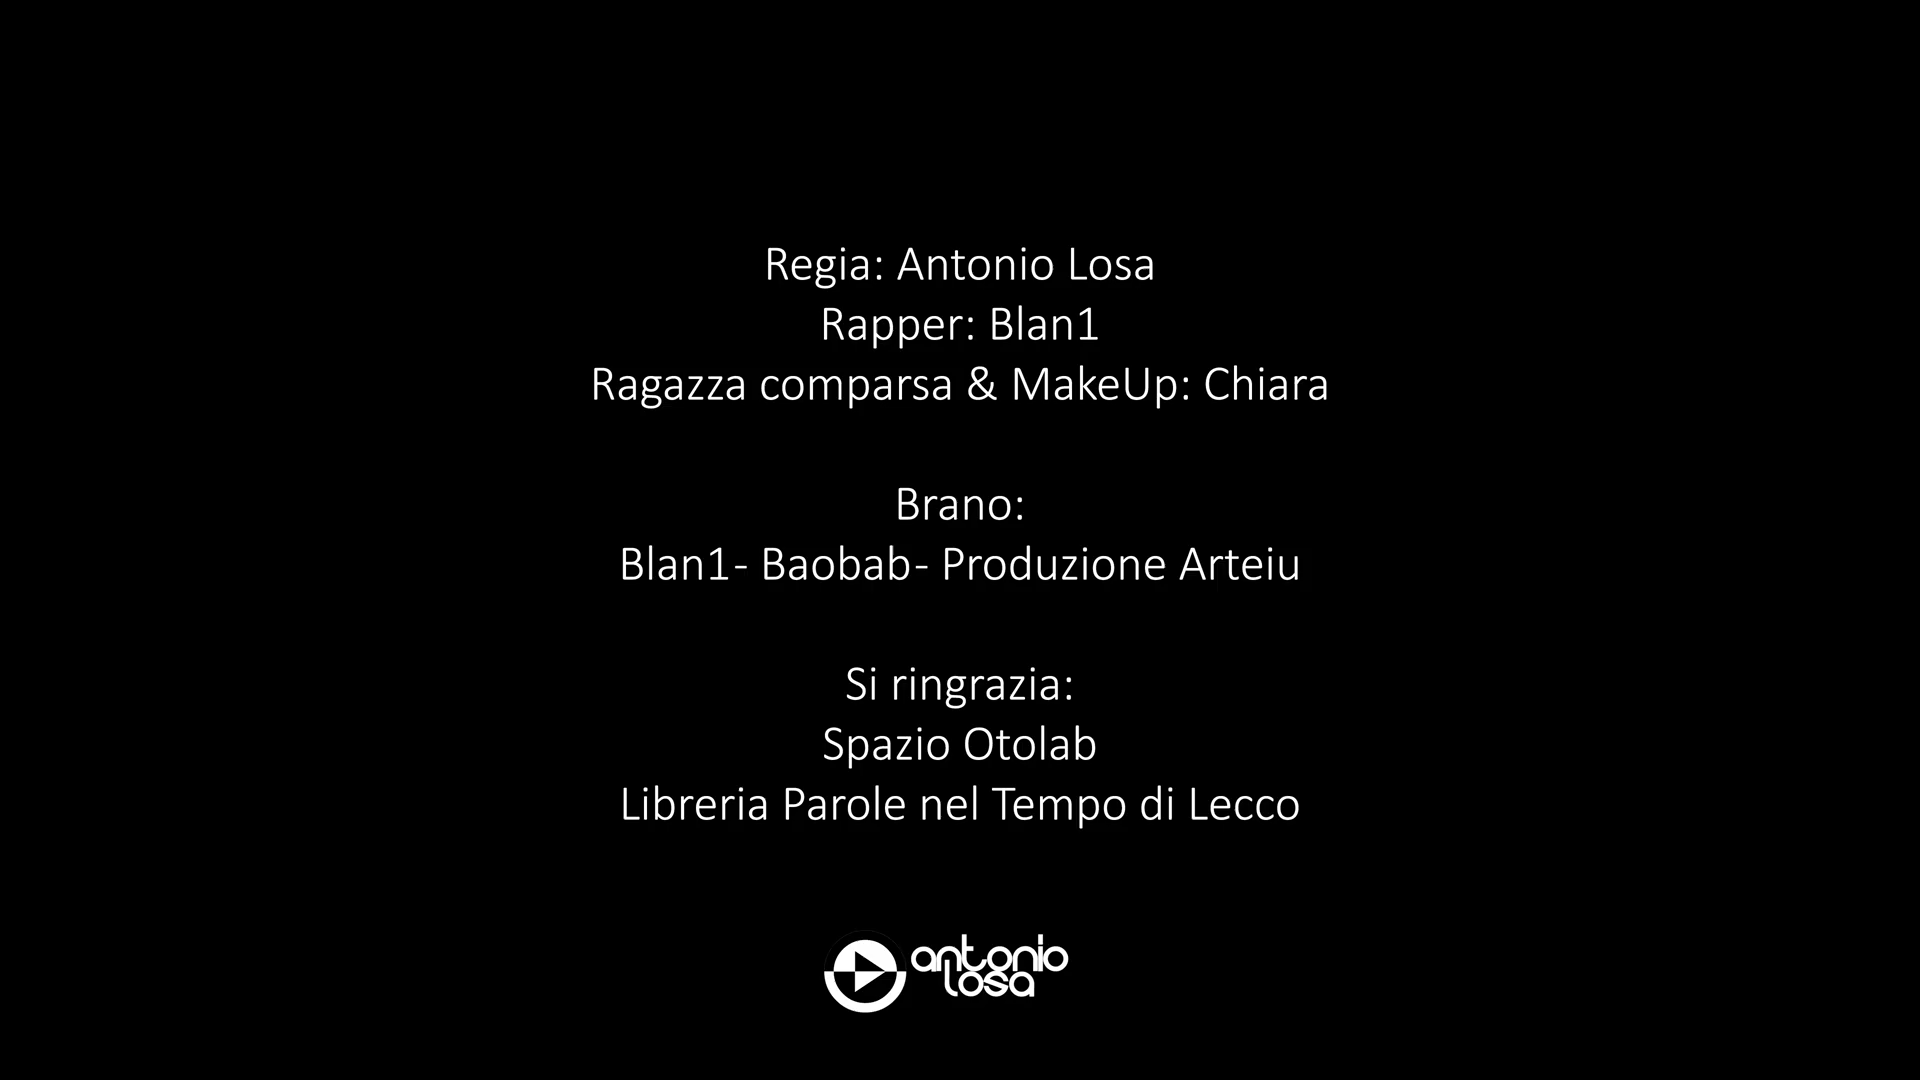 Regia: Antonio Losa
Rapper: Blan1
Ragazza comparsa & MakeUp: Chiara
Brano:
Blan1- Baobab- Produzione Arteiu
Si ringrazia:
Spazio Otolab
Libreria Parole nel Tempo di Lecco
antonio
losa